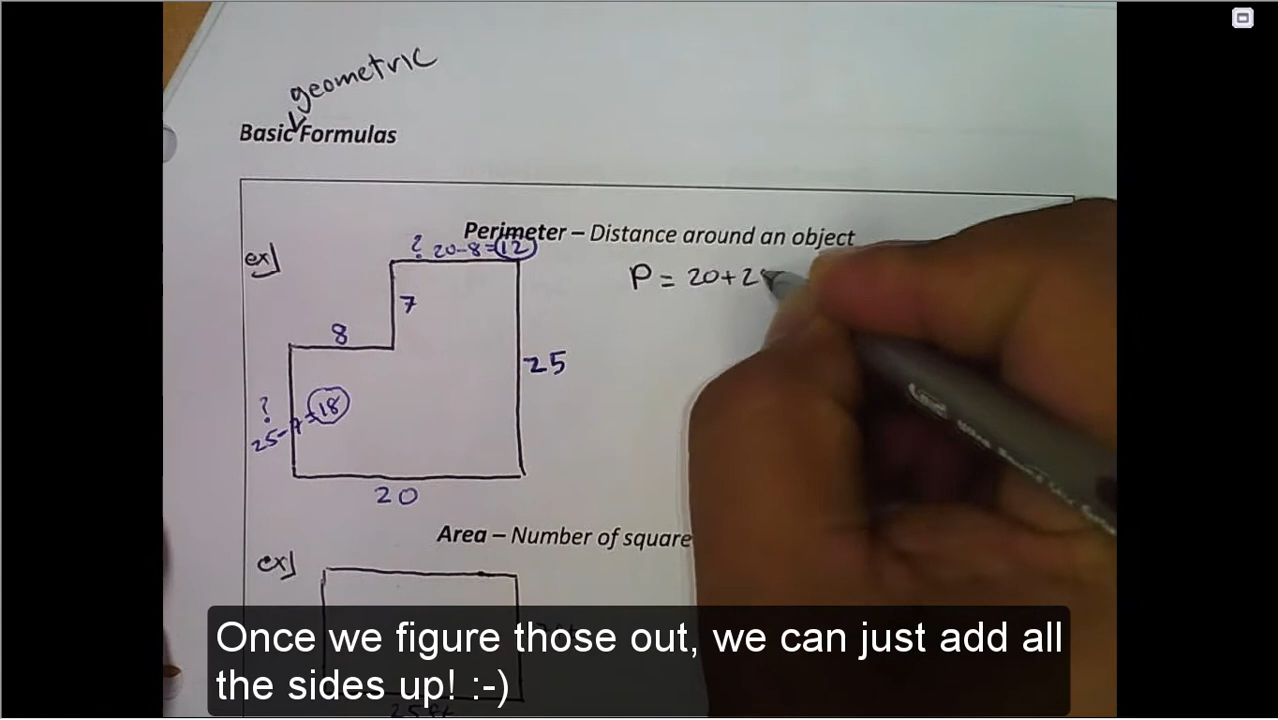 geometric
Basic Formulas
Perimeter – Distance around an object
ex)
? 20-8=12
P = 20+2
7
8
25
?
25-7=18
20
Area – Number of square
ex)
Once we figure those out, we can just add all
the sides up! :-)
25ft